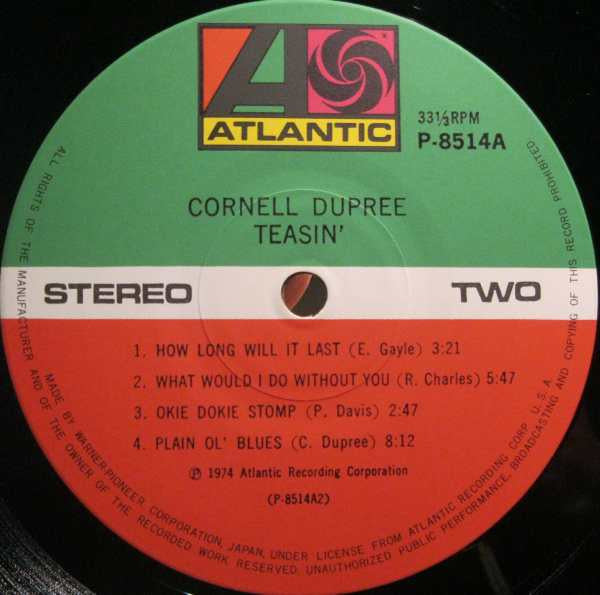 ATLANTIC
33⅓RPM
P-8514A
CORNELL DUPREE
TEASIN'
STEREO
TWO
1. HOW LONG WILL IT LAST (E. Gayle) 3:21
2. WHAT WOULD I DO WITHOUT YOU (R. Charles) 5:47
3. OKIE DOKIE STOMP (P. Davis) 2:47
4. PLAIN OL' BLUES (C. Dupree) 8:12
℗ 1974 Atlantic Recording Corporation
(P-8514A2)
ALL RIGHTS OF THE MANUFACTURER AND OF THE OWNER OF THE RECORDED WORK RESERVED. UNAUTHORIZED PUBLIC PERFORMANCE, BROADCASTING AND COPYING OF THIS RECORD PROHIBITED
MADE BY WARNER-PIONEER CORPORATION, JAPAN, UNDER LICENSE FROM ATLANTIC RECORDING CORP. U.S.A.